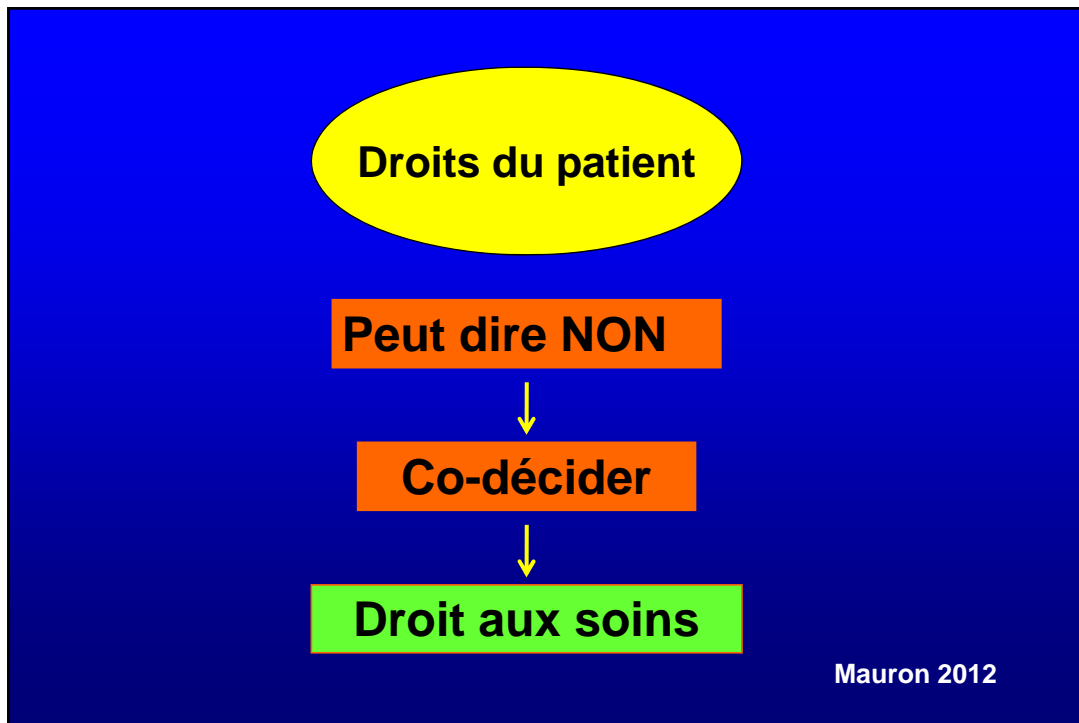 Droits du patient
Peut dire NON
Co-décider
Droit aux soins
Mauron 2012